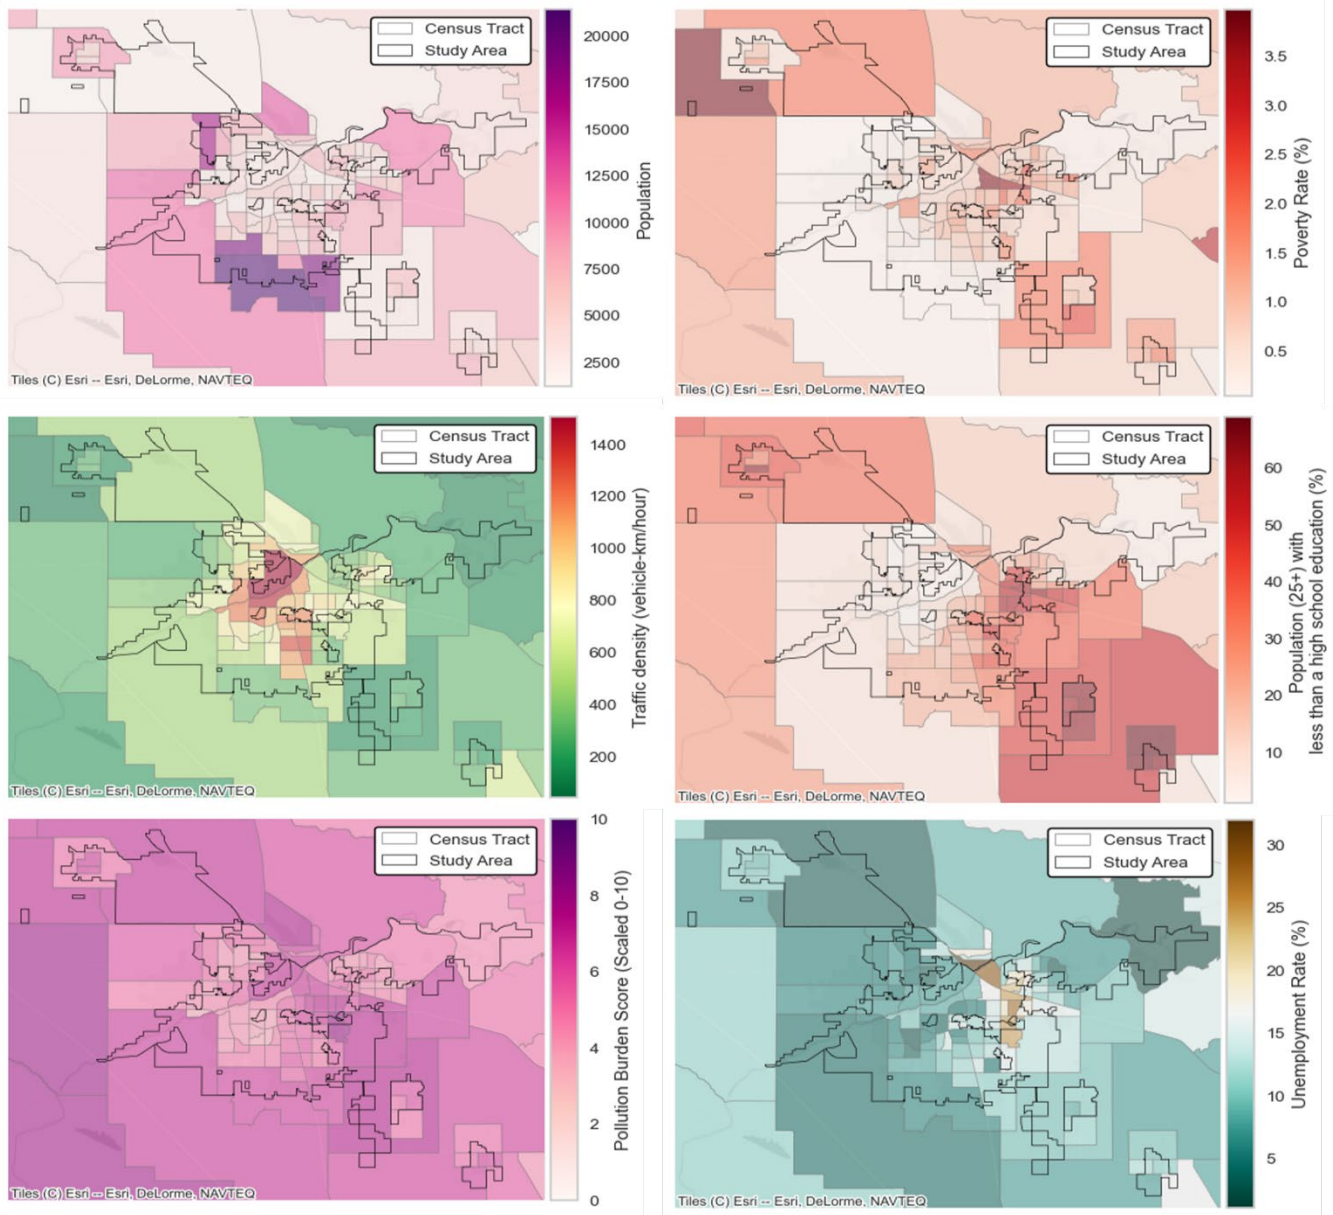 Census Tract
Study Area
20000
17500
15000
12500
10000
7500
5000
2500
Population
Tiles (C) Esri -- Esri, DeLorme, NAVTEQ
Census Tract
Study Area
3.5
3.0
2.5
2.0
1.5
1.0
0.5
Poverty Rate (%)
Tiles (C) Esri -- Esri, DeLorme, NAVTEQ
Census Tract
Study Area
1400
1200
1000
800
600
400
200
Traffic density (vehicle-km/hour)
Tiles (C) Esri -- Esri, DeLorme, NAVTEQ
Census Tract
Study Area
60
50
40
30
20
10
Population (25+) with
less than a high school education (%)
Tiles (C) Esri -- Esri, DeLorme, NAVTEQ
Census Tract
Study Area
10
8
6
4
2
0
Pollution Burden Score (Scaled 0-10)
Tiles (C) Esri -- Esri, DeLorme, NAVTEQ
Census Tract
Study Area
30
25
20
15
10
5
Unemployment Rate (%)
Tiles (C) Esri -- Esri, DeLorme, NAVTEQ